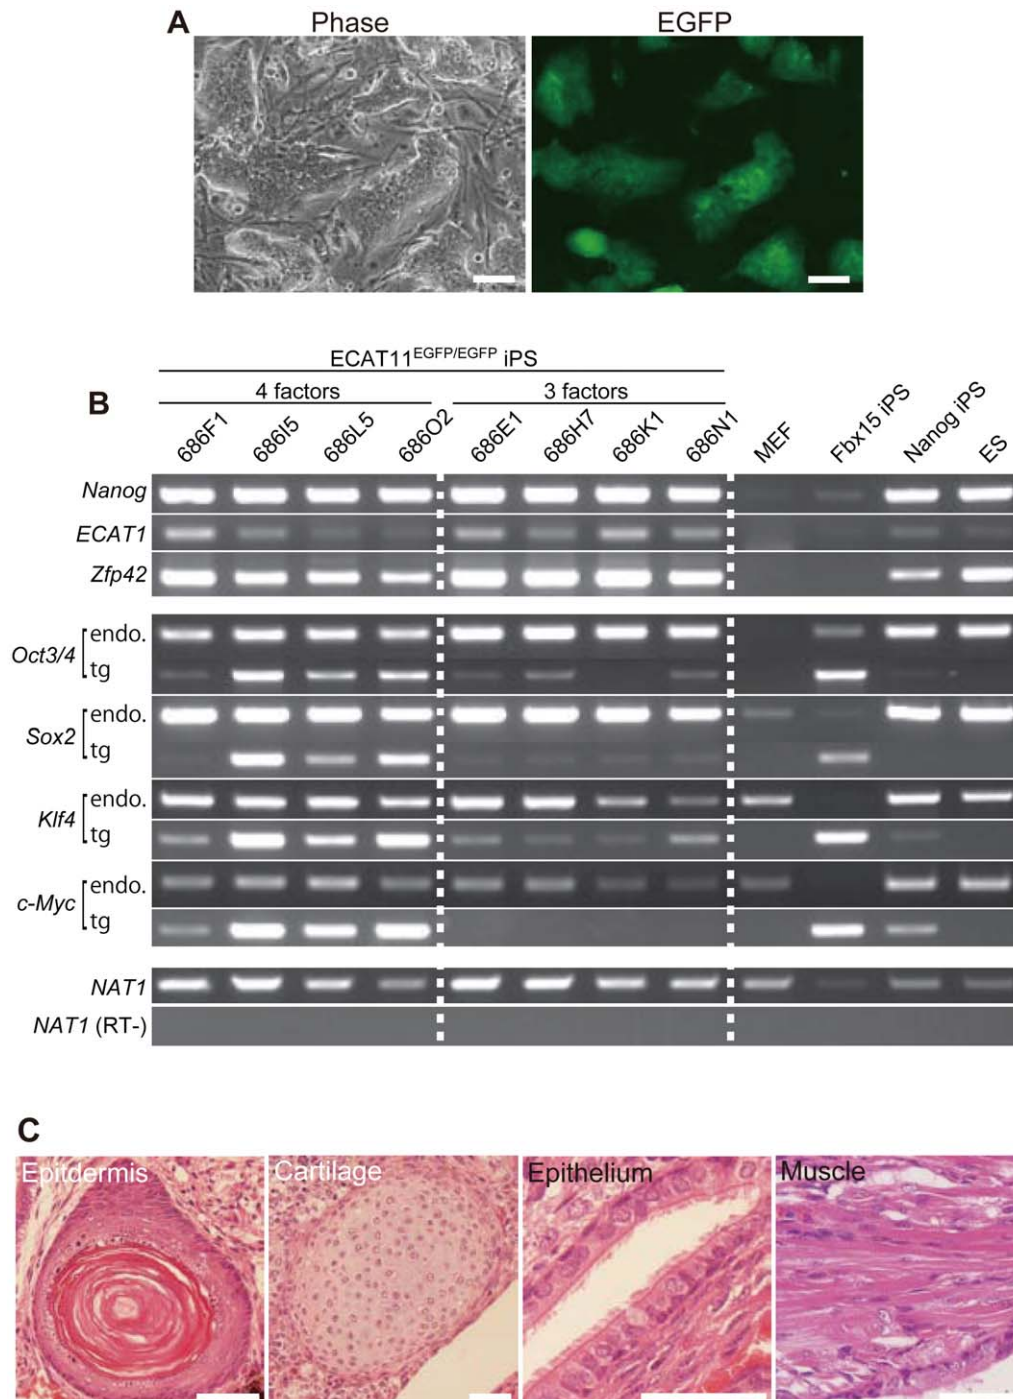 A
Phase
EGFP
ECAT11EGFP/EGFP iPS
B
4 factors
3 factors
686F1
686I5
686L5
686O2
686E1
686H7
686K1
686N1
MEF
Fbx15 iPS
Nanog iPS
ES
Nanog
ECAT1
Zfp42
Oct3/4
endo.
tg
Sox2
endo.
tg
Klf4
endo.
tg
c-Myc
endo.
tg
NAT1
NAT1 (RT-)
C
Epitdermis
Cartilage
Epithelium
Muscle